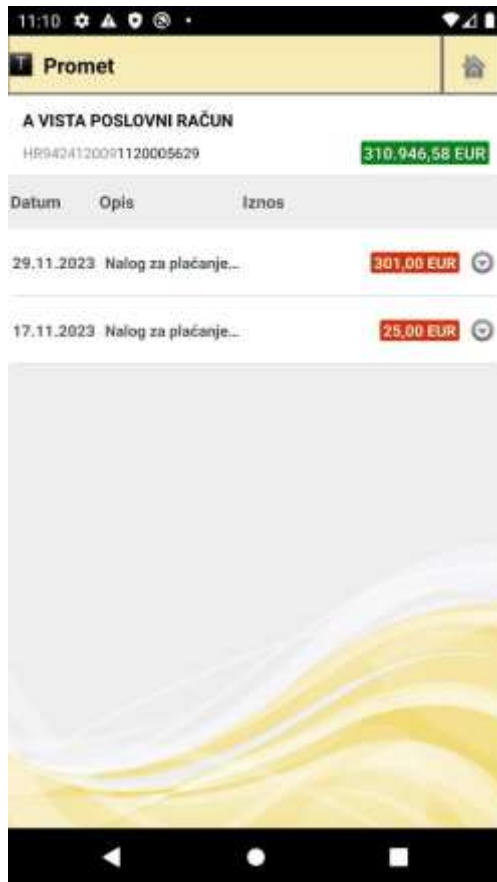 11:10
T Promet
A VISTA POSLOVNI RAČUN
HR9424120091120005629 310.946,58 EUR
Datum Opis Iznos
29.11.2023 Nalog za plaćanje... 301,00 EUR
17.11.2023 Nalog za plaćanje... 25,00 EUR